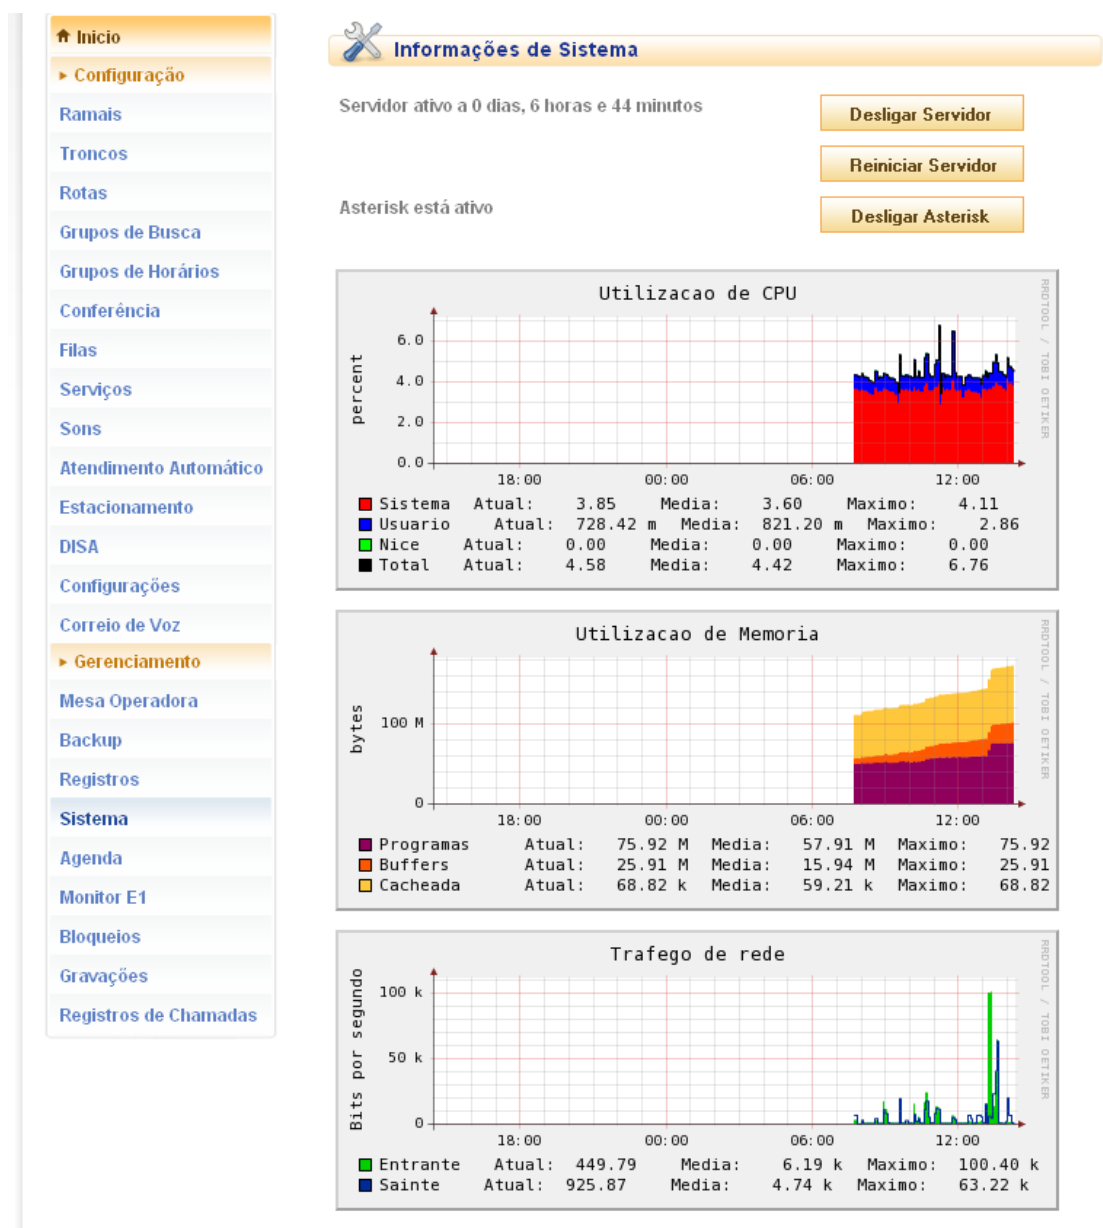 Inicio
Configuração
Ramais
Troncos
Rotas
Grupos de Busca
Grupos de Horários
Conferência
Filas
Serviços
Sons
Atendimento Automático
Estacionamento
DISA
Configurações
Correio de Voz
Gerenciamento
Mesa Operadora
Backup
Registros
Sistema
Agenda
Monitor E1
Bloqueios
Gravações
Registros de Chamadas
Informações de Sistema
Servidor ativo a 0 dias, 6 horas e 44 minutos
Desligar Servidor
Reiniciar Servidor
Asterisk está ativo
Desligar Asterisk
Utilizacao de CPU
RRDTOOL / TOBI OETIKER
percent
6.0
4.0
2.0
0.0
18:00 00:00 06:00 12:00
Sistema Atual: 3.85 Media: 3.60 Maximo: 4.11
Usuario Atual: 728.42 m Media: 821.20 m Maximo: 2.86
Nice Atual: 0.00 Media: 0.00 Maximo: 0.00
Total Atual: 4.58 Media: 4.42 Maximo: 6.76
Utilizacao de Memoria
RRDTOOL / TOBI OETIKER
bytes
100 M
0
18:00 00:00 06:00 12:00
Programas Atual: 75.92 M Media: 57.91 M Maximo: 75.92
Buffers Atual: 25.91 M Media: 15.94 M Maximo: 25.91
Cacheada Atual: 68.82 k Media: 59.21 k Maximo: 68.82
Trafego de rede
RRDTOOL / TOBI OETIKER
Bits por segundo
100 k
50 k
0
18:00 00:00 06:00 12:00
Entrante Atual: 449.79 Media: 6.19 k Maximo: 100.40 k
Sainte Atual: 925.87 Media: 4.74 k Maximo: 63.22 k